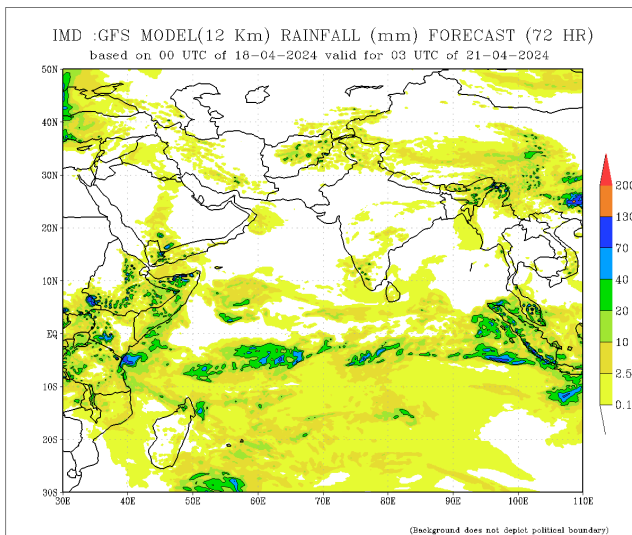 IMD :GFS MODEL(12 Km) RAINFALL (mm) FORECAST (72 HR)
based on 00 UTC of 18-04-2024 valid for 03 UTC of 21-04-2024
50N
40N
30N
20N
10N
EQ
10S
20S
30S
30E 40E 50E 60E 70E 80E 90E 100E 110E
200
130
70
40
20
10
2.5
0.1
(Background does not depict political boundary)